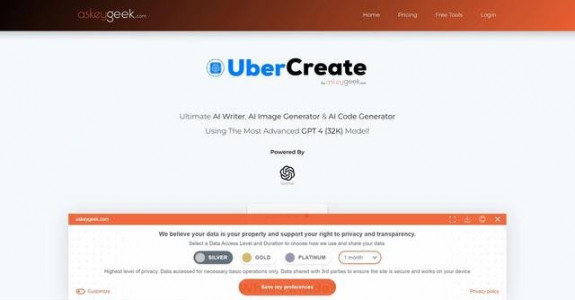 askeygeek.com
Home Pricing Free Tools Login
UberCreate
by askeygeek.com
Ultimate AI Writer, AI Image Generator & AI Code Generator
Using The Most Advanced GPT 4 (32K) Model!
Powered By
OpenAI
askeygeek.com
We believe your data is your property and support your right to privacy and transparency.
Select a Data Access Level and Duration to choose how we use and share your data.
SILVER GOLD PLATINUM 1 month
Highest level of privacy. Data accessed for necessary basic operations only. Data shared with 3rd parties to ensure the site is secure and works on your device
Save my preferences
Customize Privacy policy